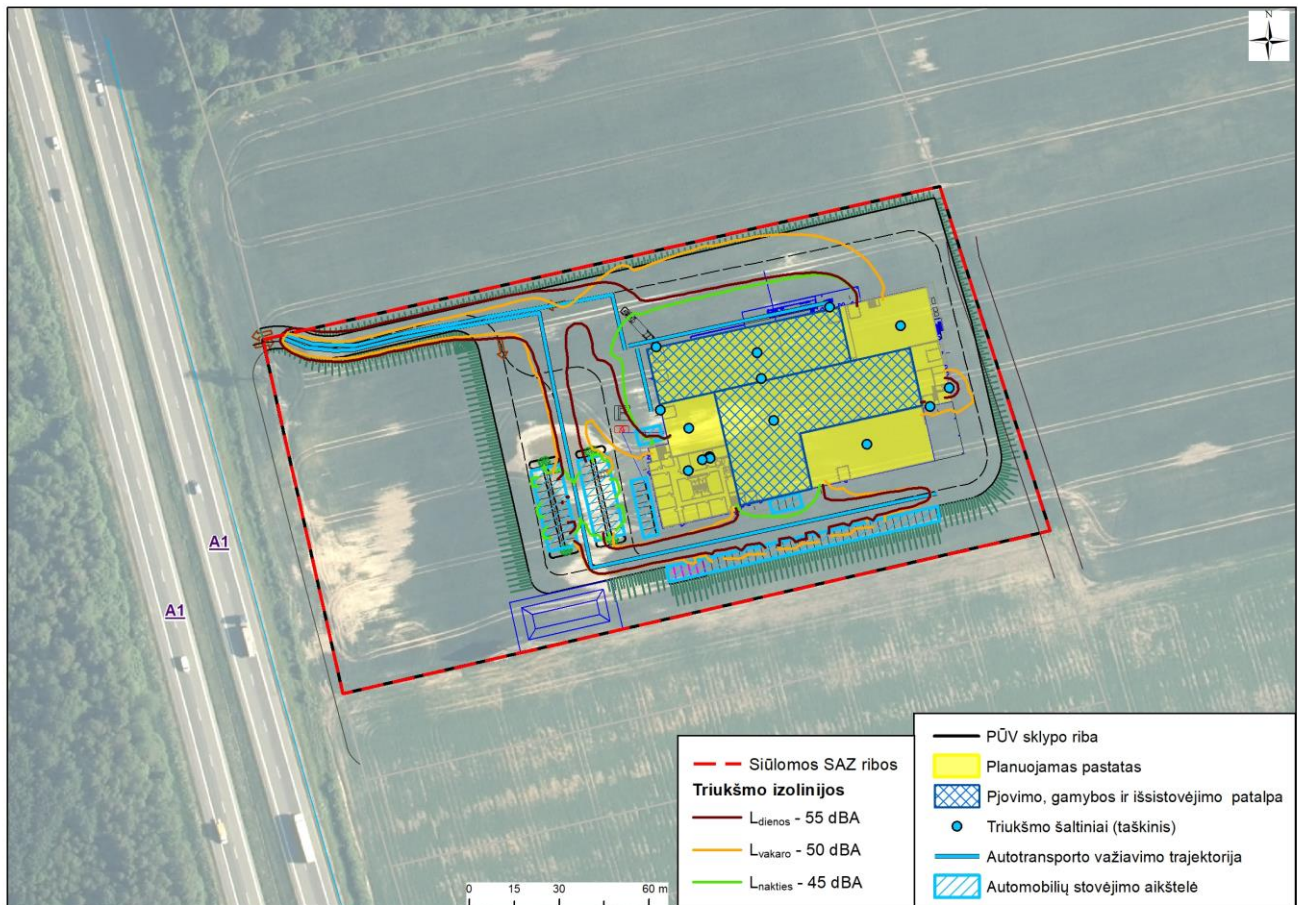 N
A1
A1
Siūlomos SAZ ribos
Triukšmo izolinijos
Ldienos - 55 dBA
Lvakaro - 50 dBA
Lnakties - 45 dBA
0 15 30 60 m
PŪV sklypo riba
Planuojamas pastatas
Pjovimo, gamybos ir išsistovėjimo patalpa
Triukšmo šaltiniai (taškinis)
Autotransporto važiavimo trajektorija
Automobilių stovėjimo aikštelė